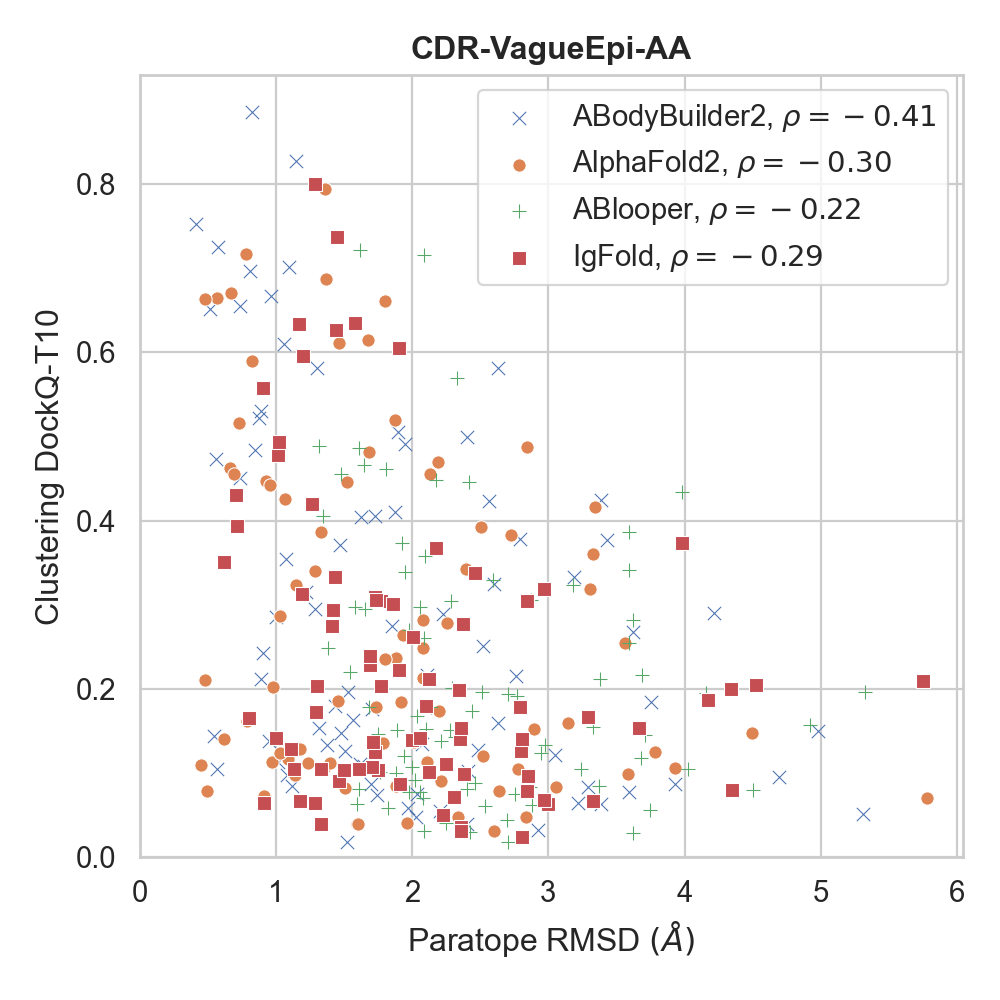 CDR-VagueEpi-AA
ABodyBuilder2, ρ = −0.41
AlphaFold2, ρ = −0.30
ABlooper, ρ = −0.22
IgFold, ρ = −0.29
Clustering DockQ-T10
0.8
0.6
0.4
0.2
0.0
0 1 2 3 4 5 6
Paratope RMSD (Å)